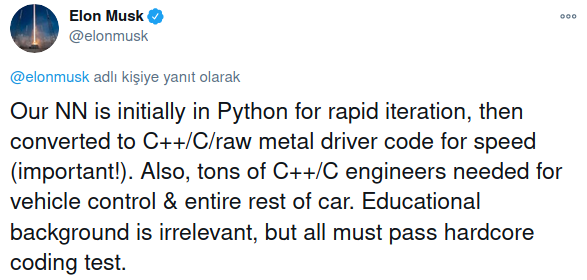 Elon Musk
@elonmusk
@elonmusk adlı kişiye yanıt olarak
Our NN is initially in Python for rapid iteration, then
converted to C++/C/raw metal driver code for speed
(important!). Also, tons of C++/C engineers needed for
vehicle control & entire rest of car. Educational
background is irrelevant, but all must pass hardcore
coding test.